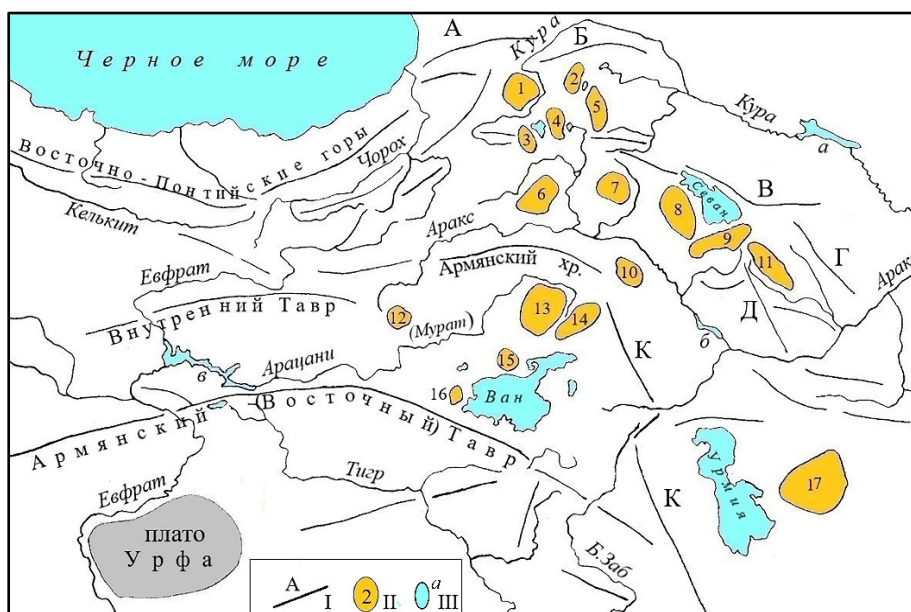 А
Б
Кура
Черное море
1
2
5
4
3
Кура
а
Чорох
Восточно-Понтийские горы
Келькит
6
7
В
Севан
8
9
Аракс
Евфрат
Армянский хр.
10
11
Г
Аракс
Д
б
Внутренний Тавр
12
(Мурат)
13
14
К
в
Арацани
15
16
Ван
Армянский (Восточный) Тавр
Евфрат
Тигр
К
Урмия
17
плато
Урфа
Б.Заб
А
I
2
II
а
III